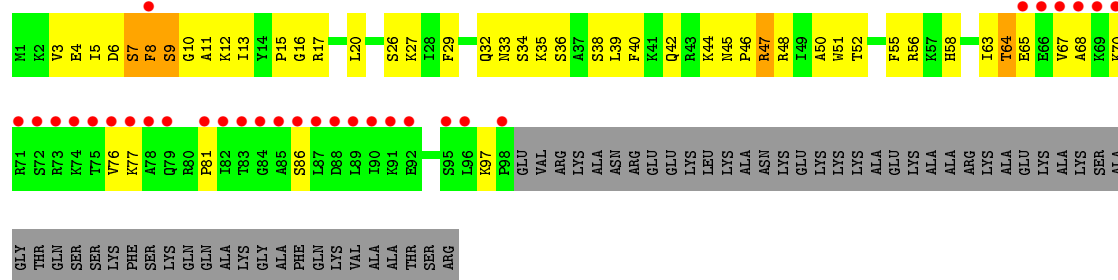 M1 K2 V3 E4 I5 D6 S7 F8 S9 G10 A11 K12 I13 Y14 P15 G16 R17 L20 S26 K27 I28 F29 Q32 N33 S34 K35 S36 A37 S38 L39 F40 K41 Q42 R43 K44 N45 P46 R47 R48 I49 A50 W51 T52 F55 R56 K57 H58 I63 T64 E65 E66 V67 A68 K69 K70
R71 S72 R73 K74 T75 V76 K77 A78 Q79 R80 P81 I82 T83 G84 A85 S86 L87 D88 L89 I90 K91 E92 S95 L96 K97 P98 GLU VAL ARG LYS ALA ASN ARG GLU GLU LYS LEU LYS ALA ASN LYS GLU LYS LYS LYS ALA GLU LYS ALA ALA ARG LYS ALA GLU LYS ALA LYS SER ALA
GLY THR GLN SER SER LYS PHE SER LYS GLN GLN ALA LYS GLY ALA PHE GLN LYS VAL ALA ALA THR SER ARG